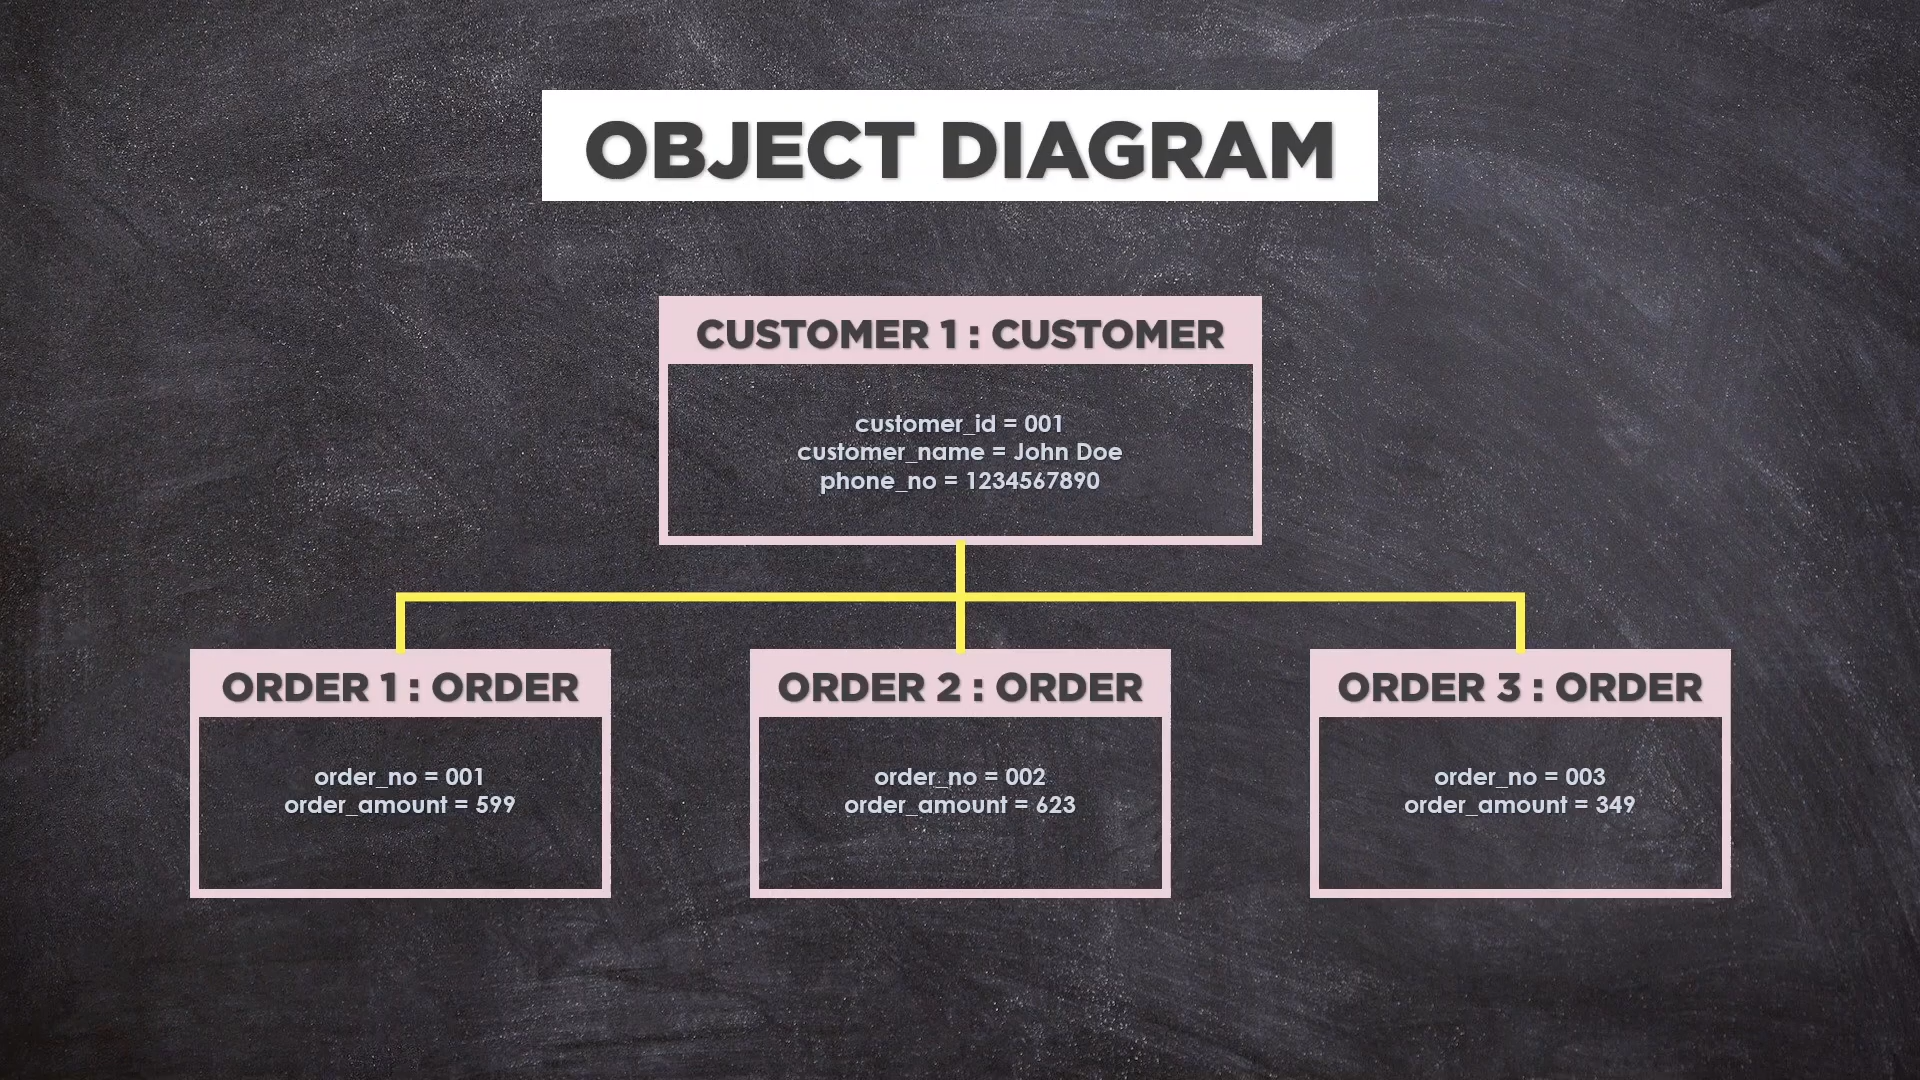 OBJECT DIAGRAM
CUSTOMER 1 : CUSTOMER
customer_id = 001
customer_name = John Doe
phone_no = 1234567890
ORDER 1 : ORDER
order_no = 001
order_amount = 599
ORDER 2 : ORDER
order_no = 002
order_amount = 623
ORDER 3 : ORDER
order_no = 003
order_amount = 349